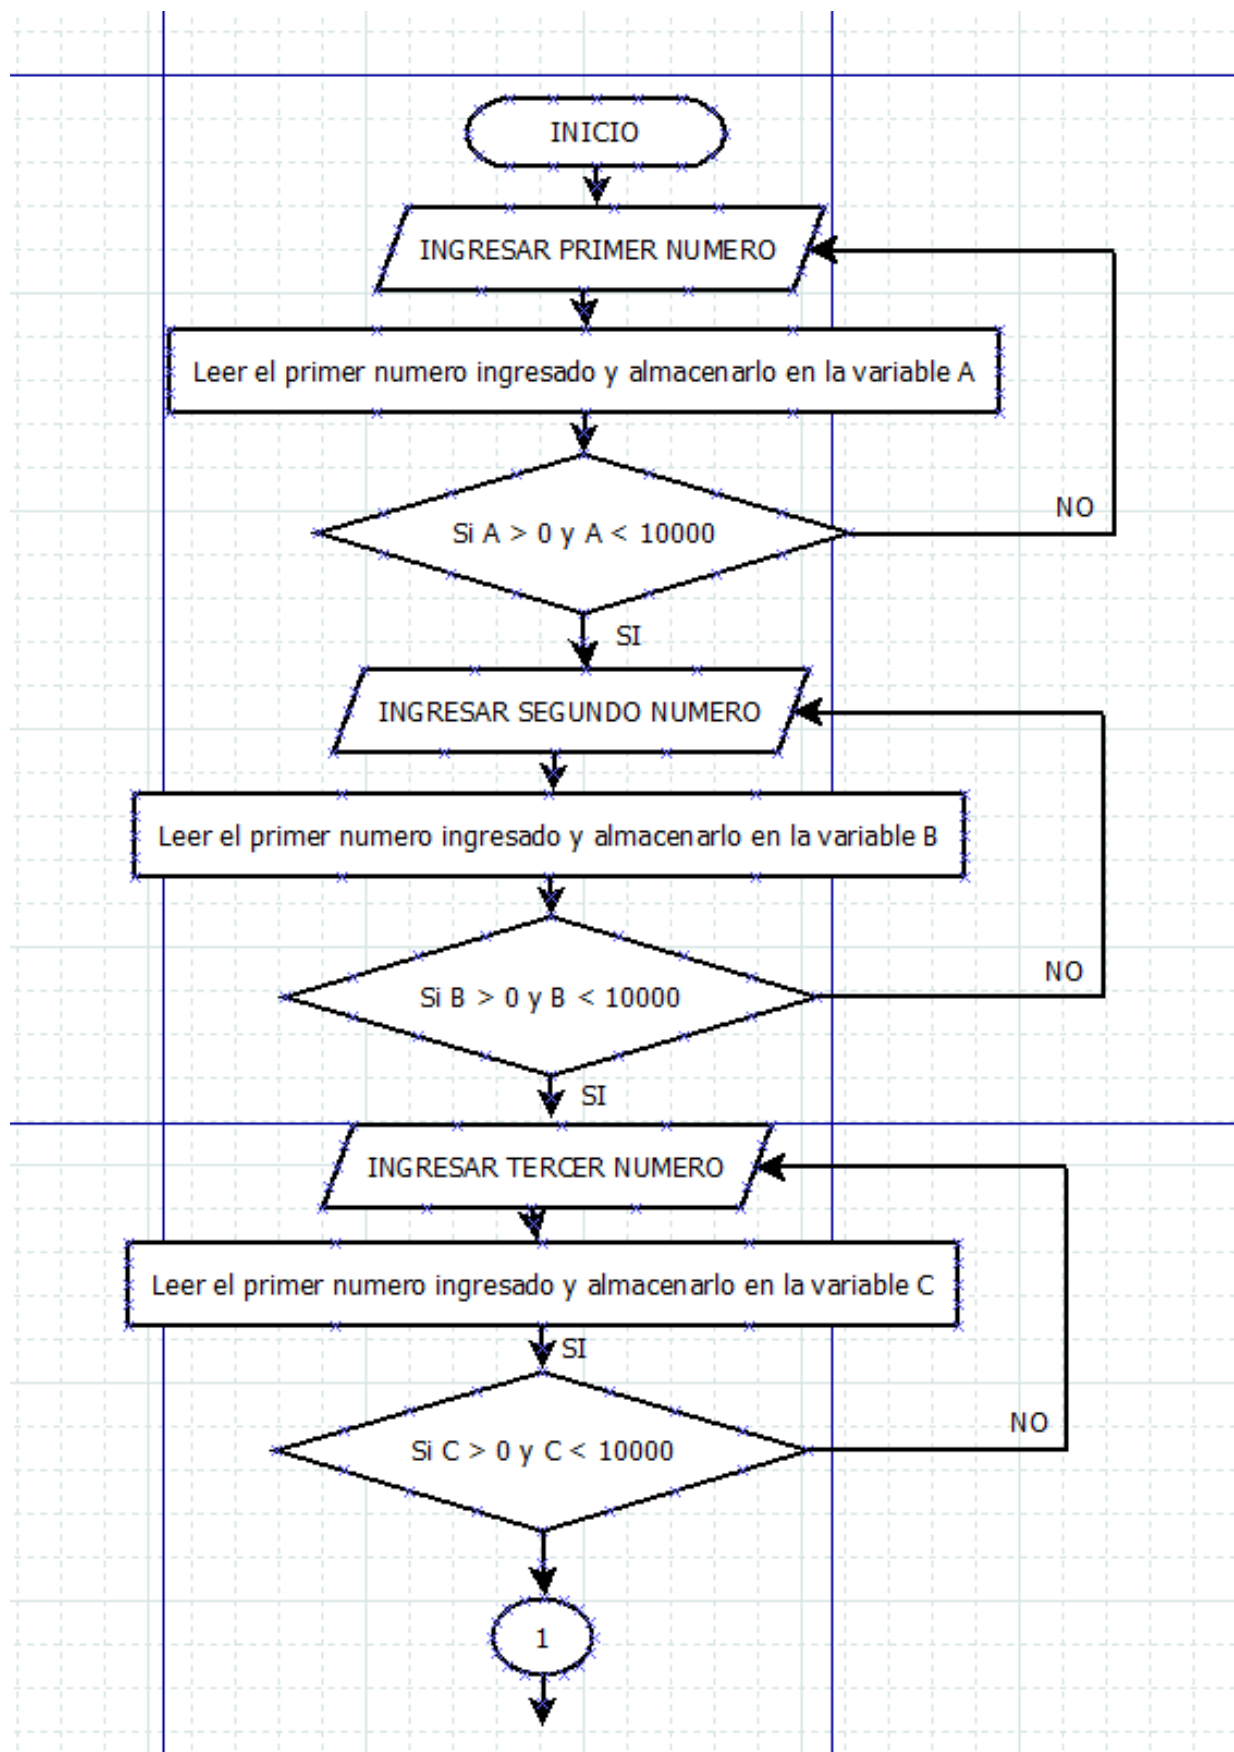 INICIO
INGRESAR PRIMER NUMERO
Leer el primer numero ingresado y almacenarlo en la variable A
Si A > 0 y A < 10000
NO
SI
INGRESAR SEGUNDO NUMERO
Leer el primer numero ingresado y almacenarlo en la variable B
Si B > 0 y B < 10000
NO
SI
INGRESAR TERCER NUMERO
Leer el primer numero ingresado y almacenarlo en la variable C
SI
Si C > 0 y C < 10000
NO
1